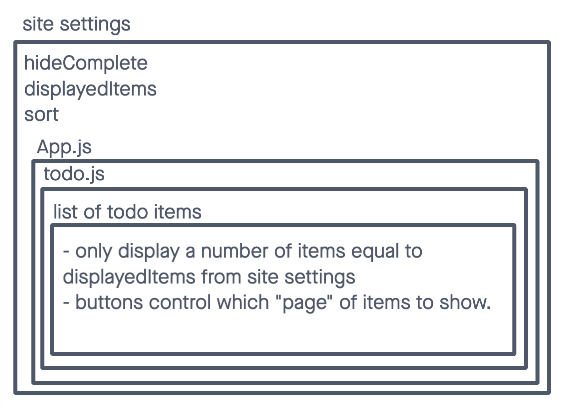 site settings
hideComplete
displayedItems
sort
App.js
todo.js
list of todo items
- only display a number of items equal to
displayedItems from site settings
- buttons control which "page" of items to show.